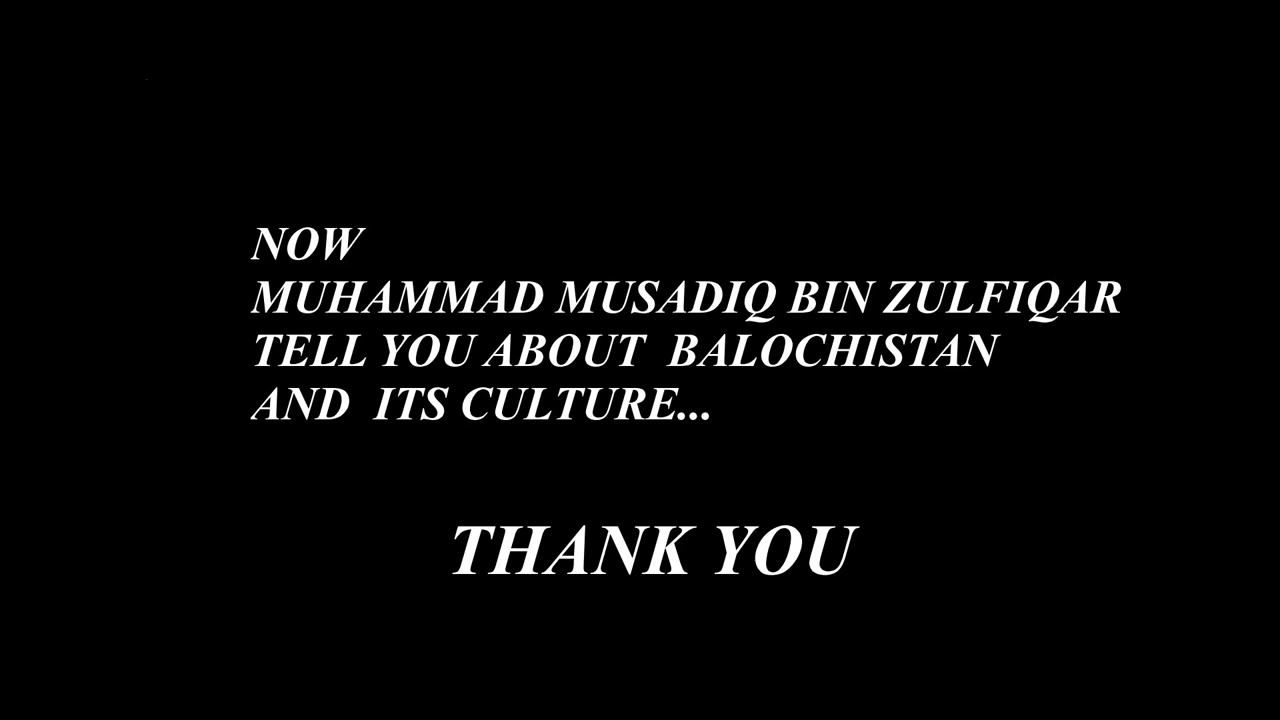 NOW
MUHAMMAD MUSADIQ BIN ZULFIQAR
TELL YOU ABOUT  BALOCHISTAN
AND  ITS CULTURE...
THANK YOU